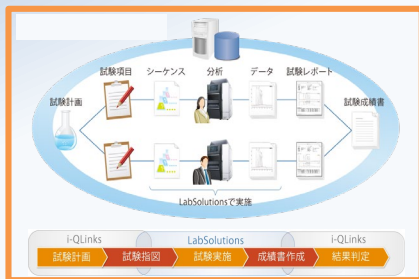 試験項目 シーケンス 分析 データ 試験レポート
試験計画 試験成績書
LabSolutionsで実施
i-QLinks LabSolutions i-QLinks
試験計画 試験指図 試験実施 成績書作成 結果判定